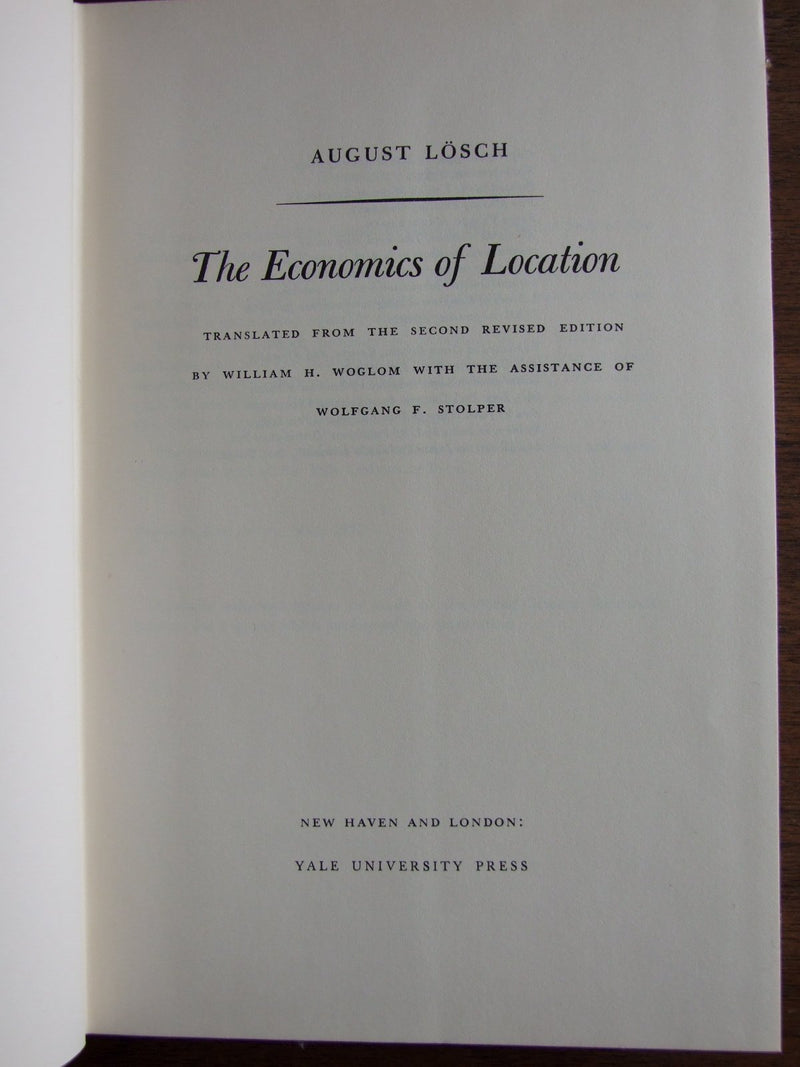 AUGUST LÖSCH
The Economics of Location
TRANSLATED FROM THE SECOND REVISED EDITION
BY WILLIAM H. WOGLOM WITH THE ASSISTANCE OF
WOLFGANG F. STOLPER
NEW HAVEN AND LONDON:
YALE UNIVERSITY PRESS